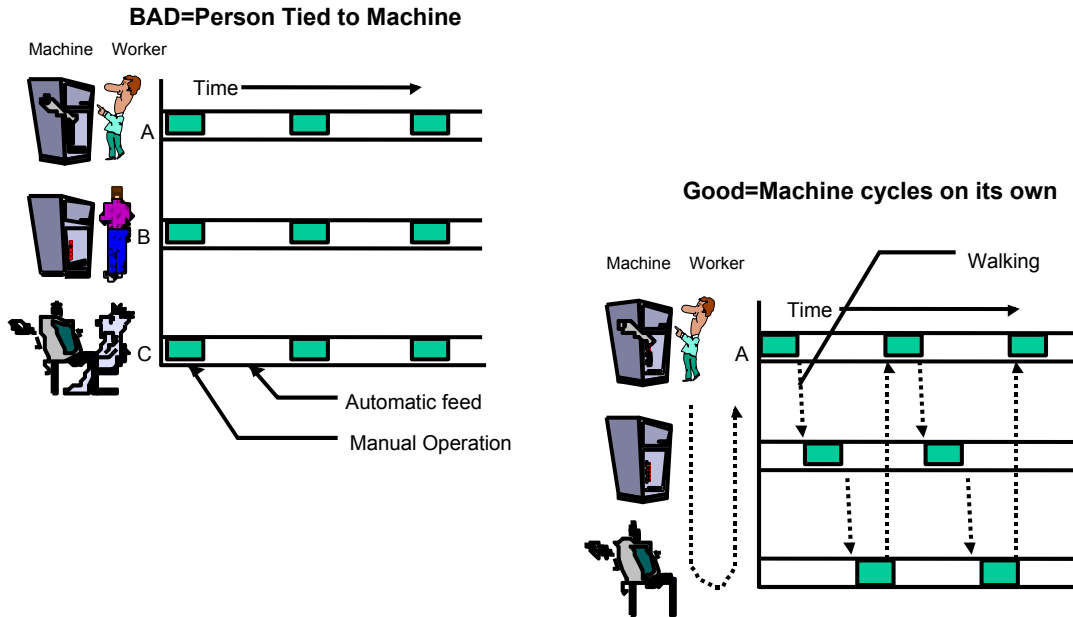 BAD=Person Tied to Machine
Machine Worker
Time
A
B
C
Automatic feed
Manual Operation
Good=Machine cycles on its own
Walking
Machine Worker
Time
A